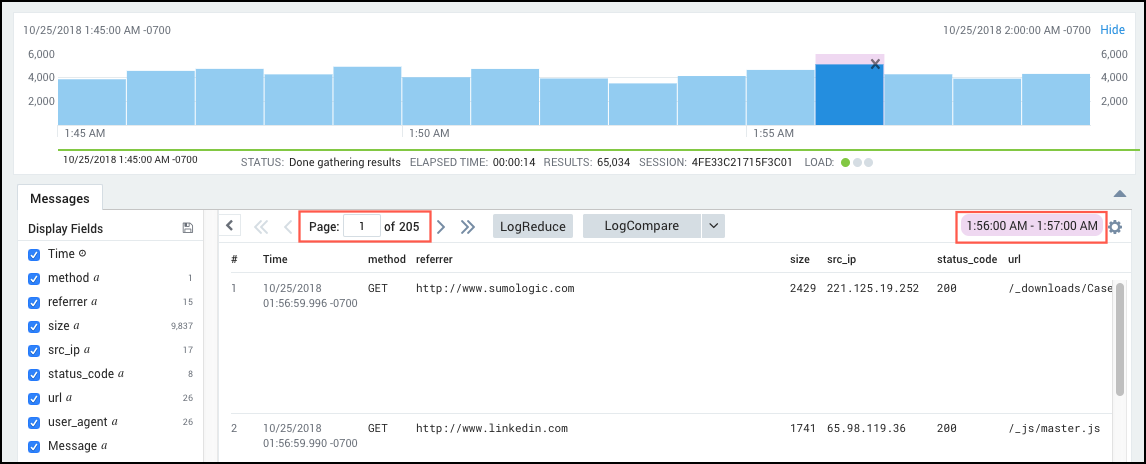 10/25/2018 1:45:00 AM -0700 10/25/2018 2:00:00 AM -0700 Hide
6,000 6,000
4,000 4,000
2,000 2,000
1:45 AM 1:50 AM 1:55 AM
10/25/2018 1:45:00 AM -0700 STATUS: Done gathering results ELAPSED TIME: 00:00:14 RESULTS: 65,034 SESSION: 4FE33C21715F3C01 LOAD:
Messages
Display Fields
Time
method 1
referrer a 15
size a 9,837
src_ip a 17
status_code a 8
url a 26
user_agent a 26
Message a
Page: 1 of 205 LogReduce LogCompare 1:56:00 AM - 1:57:00 AM
# Time method referrer size src_ip status_code url
1 10/25/2018 GET http://www.sumologic.com 2429 221.125.19.252 200 /_downloads/Case
01:56:59.996 -0700
2 10/25/2018 GET http://www.linkedin.com 1741 65.98.119.36 200 /_js/master.js
01:56:59.990 -0700